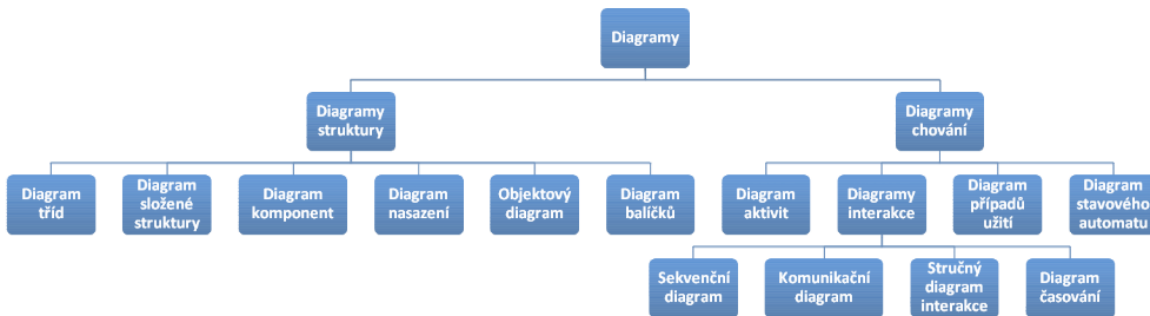 Diagramy
Diagramy
struktury
Diagramy
chování
Diagram
tříd
Diagram
složené
struktury
Diagram
komponent
Diagram
nasazení
Objektový
diagram
Diagram
balíčků
Diagram
aktivit
Diagramy
interakce
Diagram
případů
užití
Diagram
stavového
automatu
Sekvenční
diagram
Komunikační
diagram
Stručný
diagram
interakce
Diagram
časování